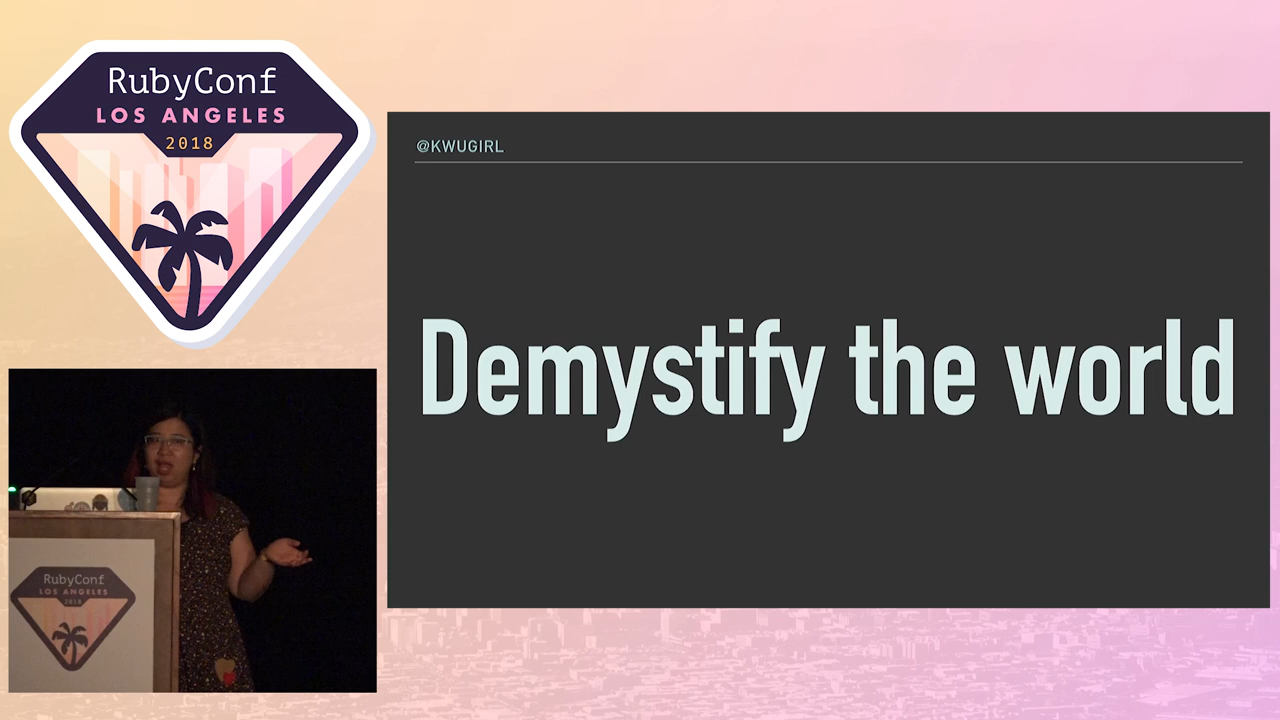 RubyConf
LOS ANGELES
2018
@KWUGIRL
Demystify the world
RubyConf
LOS ANGELES
2018